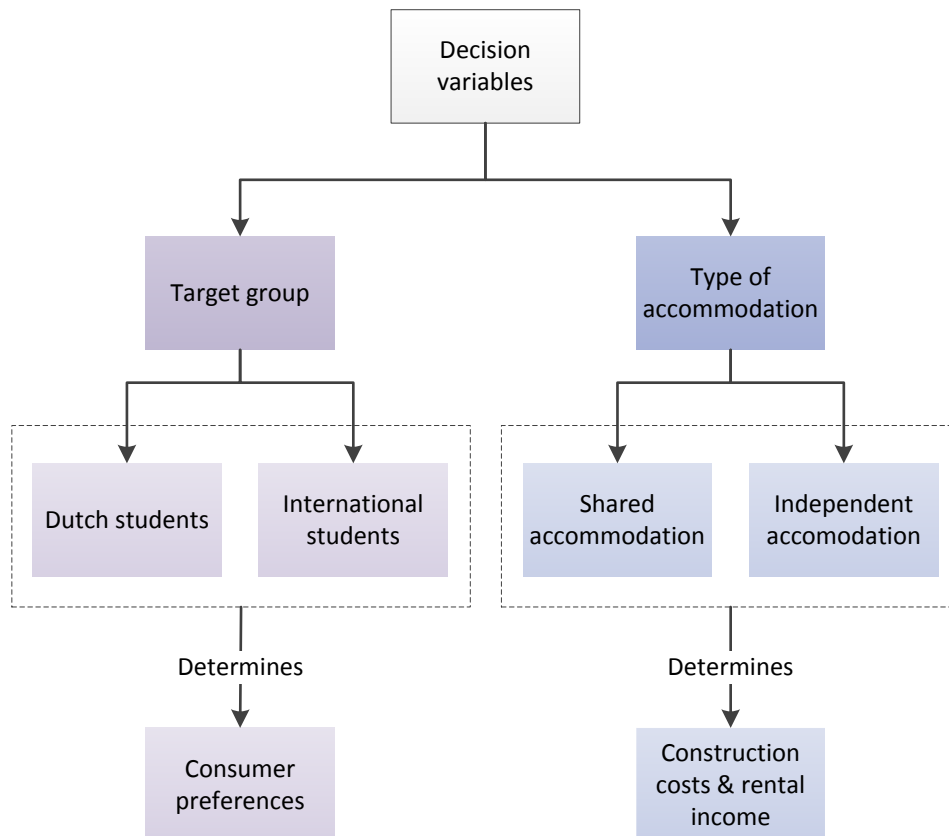 Decision
variables
Target group
Type of
accommodation
Dutch students
International
students
Shared
accommodation
Independent
accomodation
Determines
Determines
Consumer
preferences
Construction
costs & rental
income